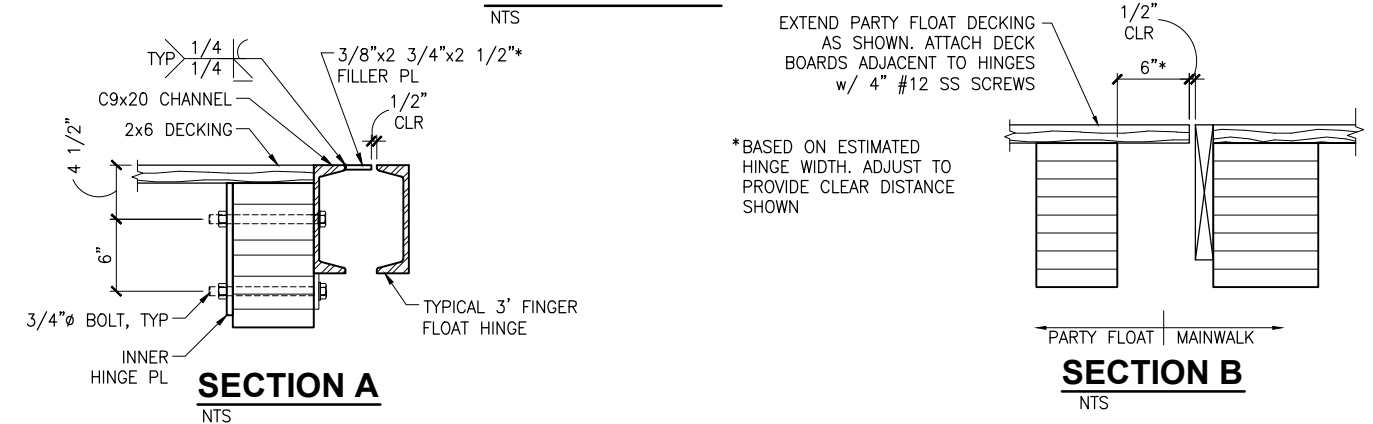 NTS
TYP
1/4
1/4
3/8"x2 3/4"x2 1/2"*
FILLER PL
C9x20 CHANNEL
1/2"
CLR
2x6 DECKING
4 1/2"
6"
3/4"ø BOLT, TYP
TYPICAL 3' FINGER
FLOAT HINGE
INNER
HINGE PL
SECTION A
NTS
EXTEND PARTY FLOAT DECKING
AS SHOWN. ATTACH DECK
BOARDS ADJACENT TO HINGES
w/ 4" #12 SS SCREWS
1/2"
CLR
6"*
*BASED ON ESTIMATED
HINGE WIDTH. ADJUST TO
PROVIDE CLEAR DISTANCE
SHOWN
PARTY FLOAT
MAINWALK
SECTION B
NTS